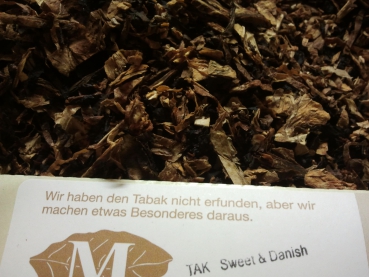 Wir haben den Tabak nicht erfunden, aber wir
machen etwas Besonderes daraus.
M
TAK Sweet & Danish